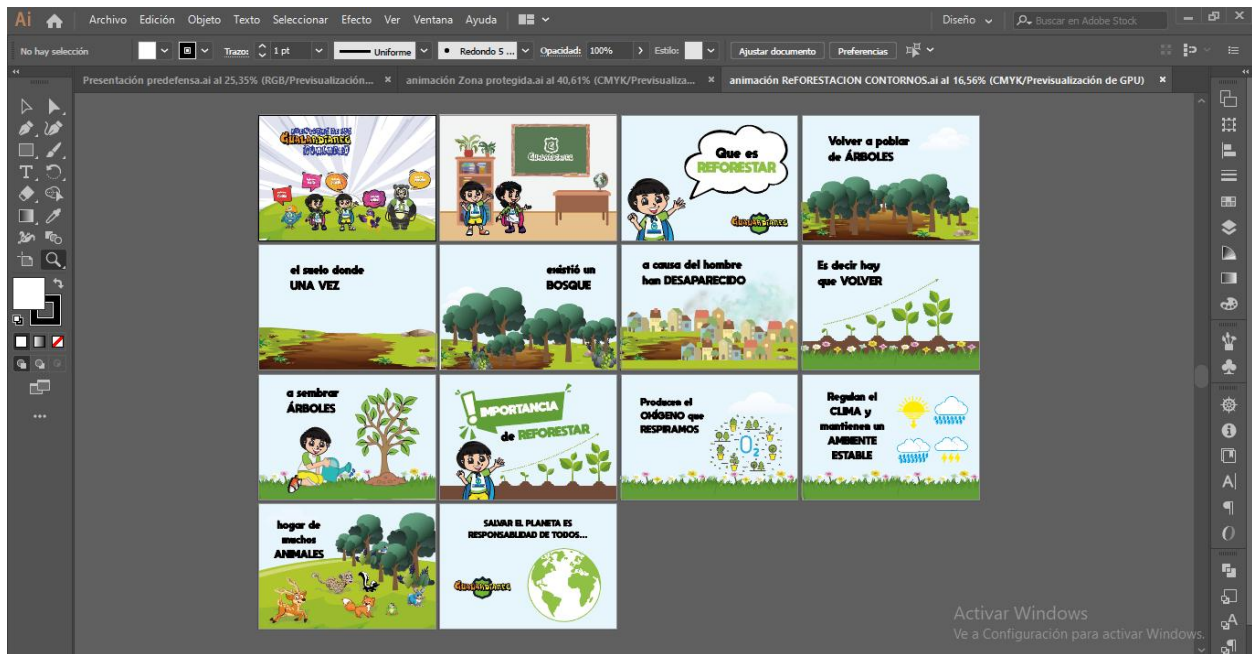 Ai
Archivo Edición Objeto Texto Seleccionar Efecto Ver Ventana Ayuda
Diseño
Buscar en Adobe Stock
No hay selección
Trazo: 1 pt
Uniforme
Redondo 5 ...
Opacidad: 100%
Estilo:
Ajustar documento
Preferencias
Presentación predefensa.ai al 25,35% (RGB/Previsualización...
animación Zona protegida.ai al 40,61% (CMYK/Previsualiza...
animación ReFORESTACION CONTORNOS.ai al 16,56% (CMYK/Previsualización de GPU)
Que es
REFORESTAR
Volver a poblar
de ÁRBOLES
el suelo donde
UNA VEZ
existió un
BOSQUE
a causa del hombre
han DESAPARECIDO
Es decir hay
que VOLVER
a sembrar
ÁRBOLES
IMPORTANCIA
de REFORESTAR
Producen el
OXÍGENO que
RESPIRAMOS
O2
Regulan el
CLIMA y
mantienen un
AMBIENTE
ESTABLE
hogar de
muchos
ANIMALES
SALVAR EL PLANETA ES
RESPONSABLIDAD DE TODOS...
Activar Windows
Ve a Configuración para activar Windows.